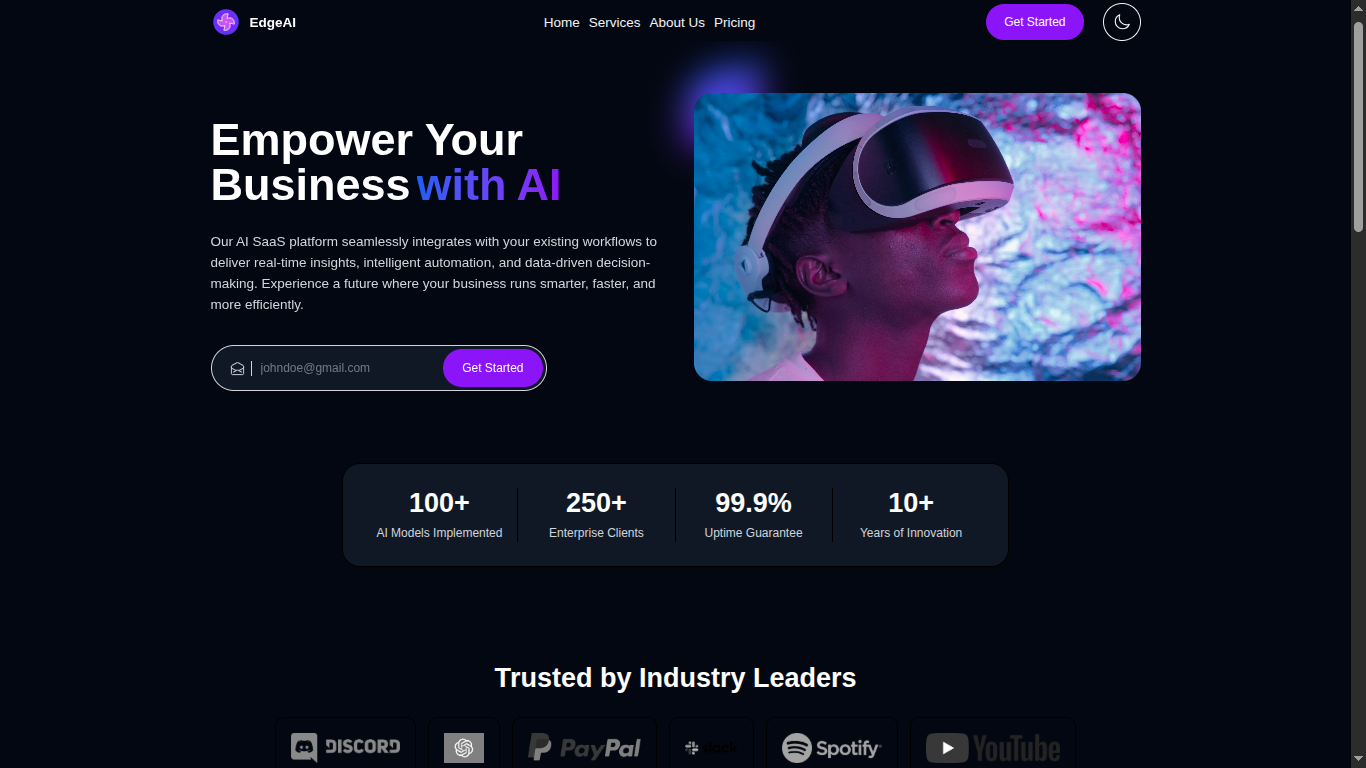 EdgeAI
Home Services About Us Pricing
Get Started
Empower Your
Business with AI
Our AI SaaS platform seamlessly integrates with your existing workflows to
deliver real-time insights, intelligent automation, and data-driven decision-
making. Experience a future where your business runs smarter, faster, and
more efficiently.
johndoe@gmail.com
Get Started
100+
AI Models Implemented
250+
Enterprise Clients
99.9%
Uptime Guarantee
10+
Years of Innovation
Trusted by Industry Leaders
DISCORD
PayPal
slack
Spotify
YouTube